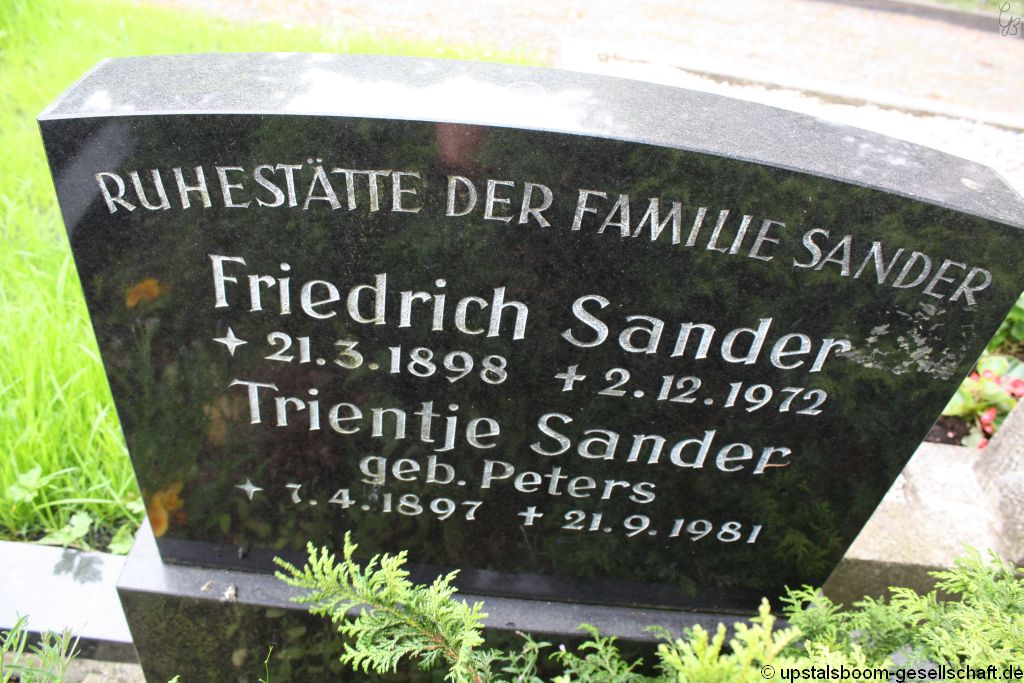 RUHESTÄTTE DER FAMILIE SANDER
Friedrich Sander
21.3.1898 + 2.12.1972
Trientje Sander
geb. Peters
7.4.1897 + 21.9.1981
© upstalsboom-gesellschaft.de
GB